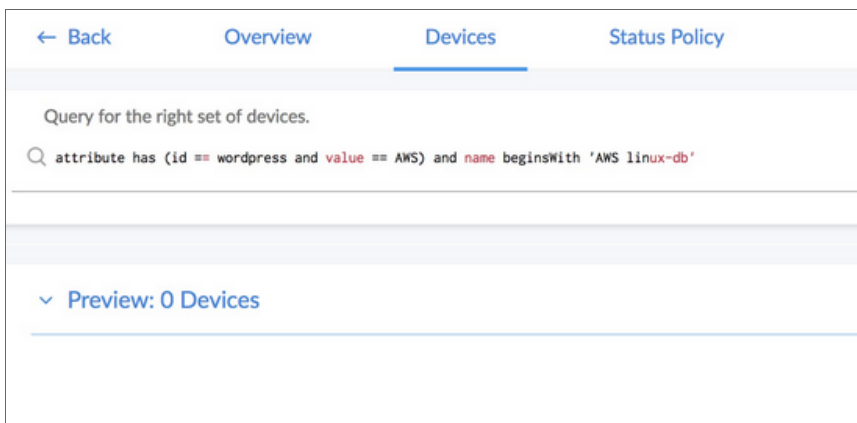 ← Back Overview Devices Status Policy
Query for the right set of devices.
attribute has (id == wordpress and value == AWS) and name beginsWith 'AWS linux-db'
Preview: 0 Devices